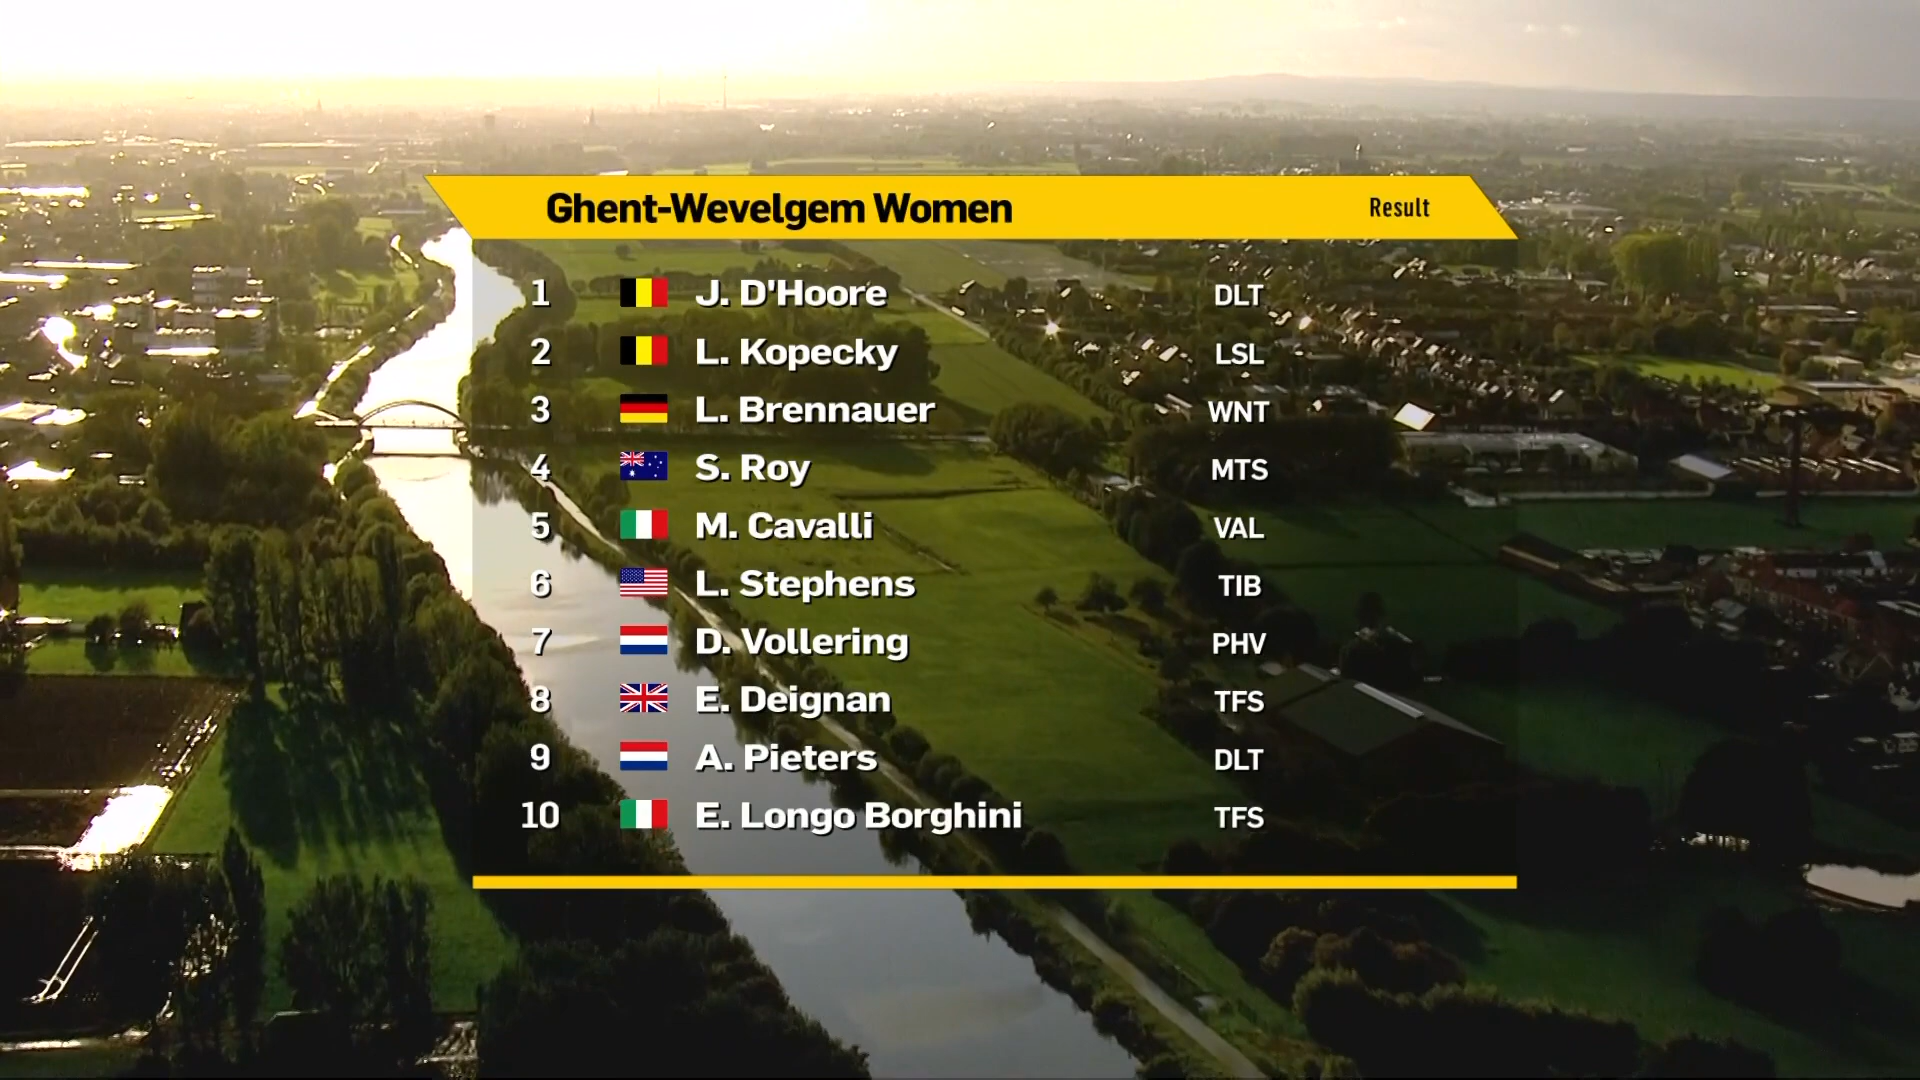 Ghent-Wevelgem Women Result
1 J. D'Hoore DLT
2 L. Kopecky LSL
3 L. Brennauer WNT
4 S. Roy MTS
5 M. Cavalli VAL
6 L. Stephens TIB
7 D. Vollering PHV
8 E. Deignan TFS
9 A. Pieters DLT
10 E. Longo Borghini TFS